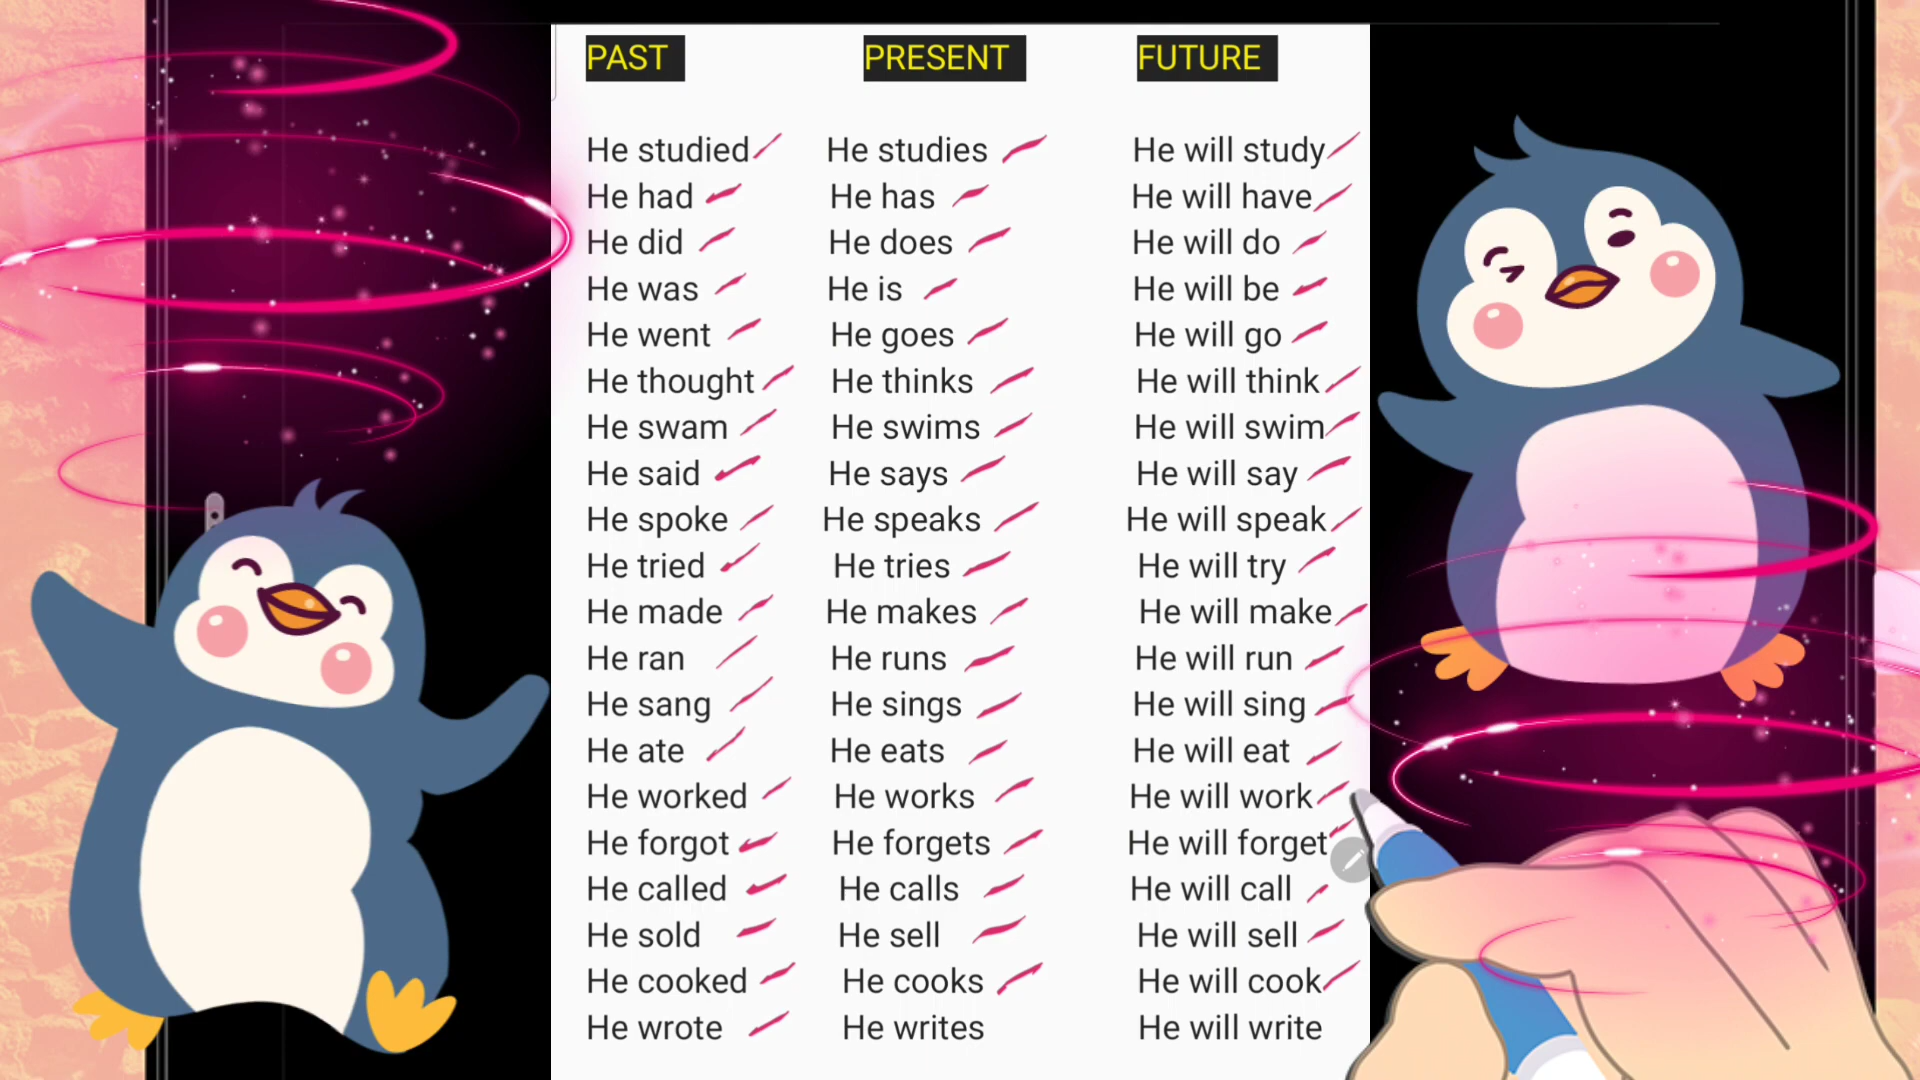 PAST PRESENT FUTURE
He studied He studies He will study
He had He has He will have
He did He does He will do
He was He is He will be
He went He goes He will go
He thought He thinks He will think
He swam He swims He will swim
He said He says He will say
He spoke He speaks He will speak
He tried He tries He will try
He made He makes He will make
He ran He runs He will run
He sang He sings He will sing
He ate He eats He will eat
He worked He works He will work
He forgot He forgets He will forget
He called He calls He will call
He sold He sell He will sell
He cooked He cooks He will cook
He wrote He writes He will write